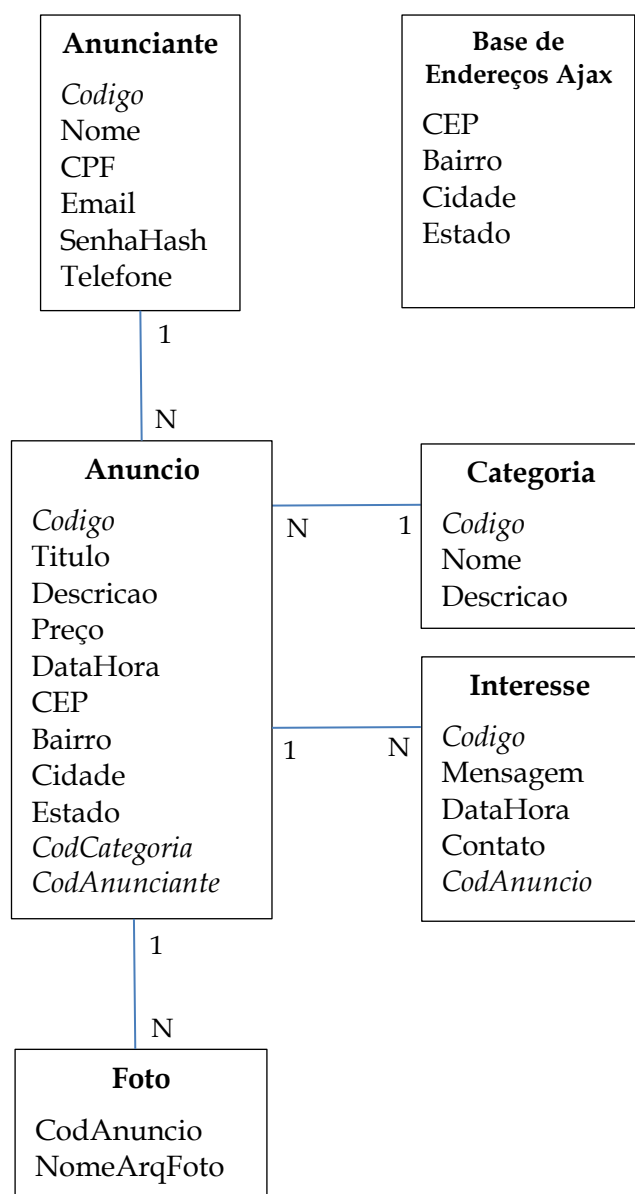 Anunciante
Codigo
Nome
CPF
Email
SenhaHash
Telefone
Base de
Endereços Ajax
CEP
Bairro
Cidade
Estado
1
N
Anuncio
Codigo
Titulo
Descricao
Preço
DataHora
CEP
Bairro
Cidade
Estado
CodCategoria
CodAnunciante
N
1
Categoria
Codigo
Nome
Descricao
1
N
Interesse
Codigo
Mensagem
DataHora
Contato
CodAnuncio
1
N
Foto
CodAnuncio
NomeArqFoto